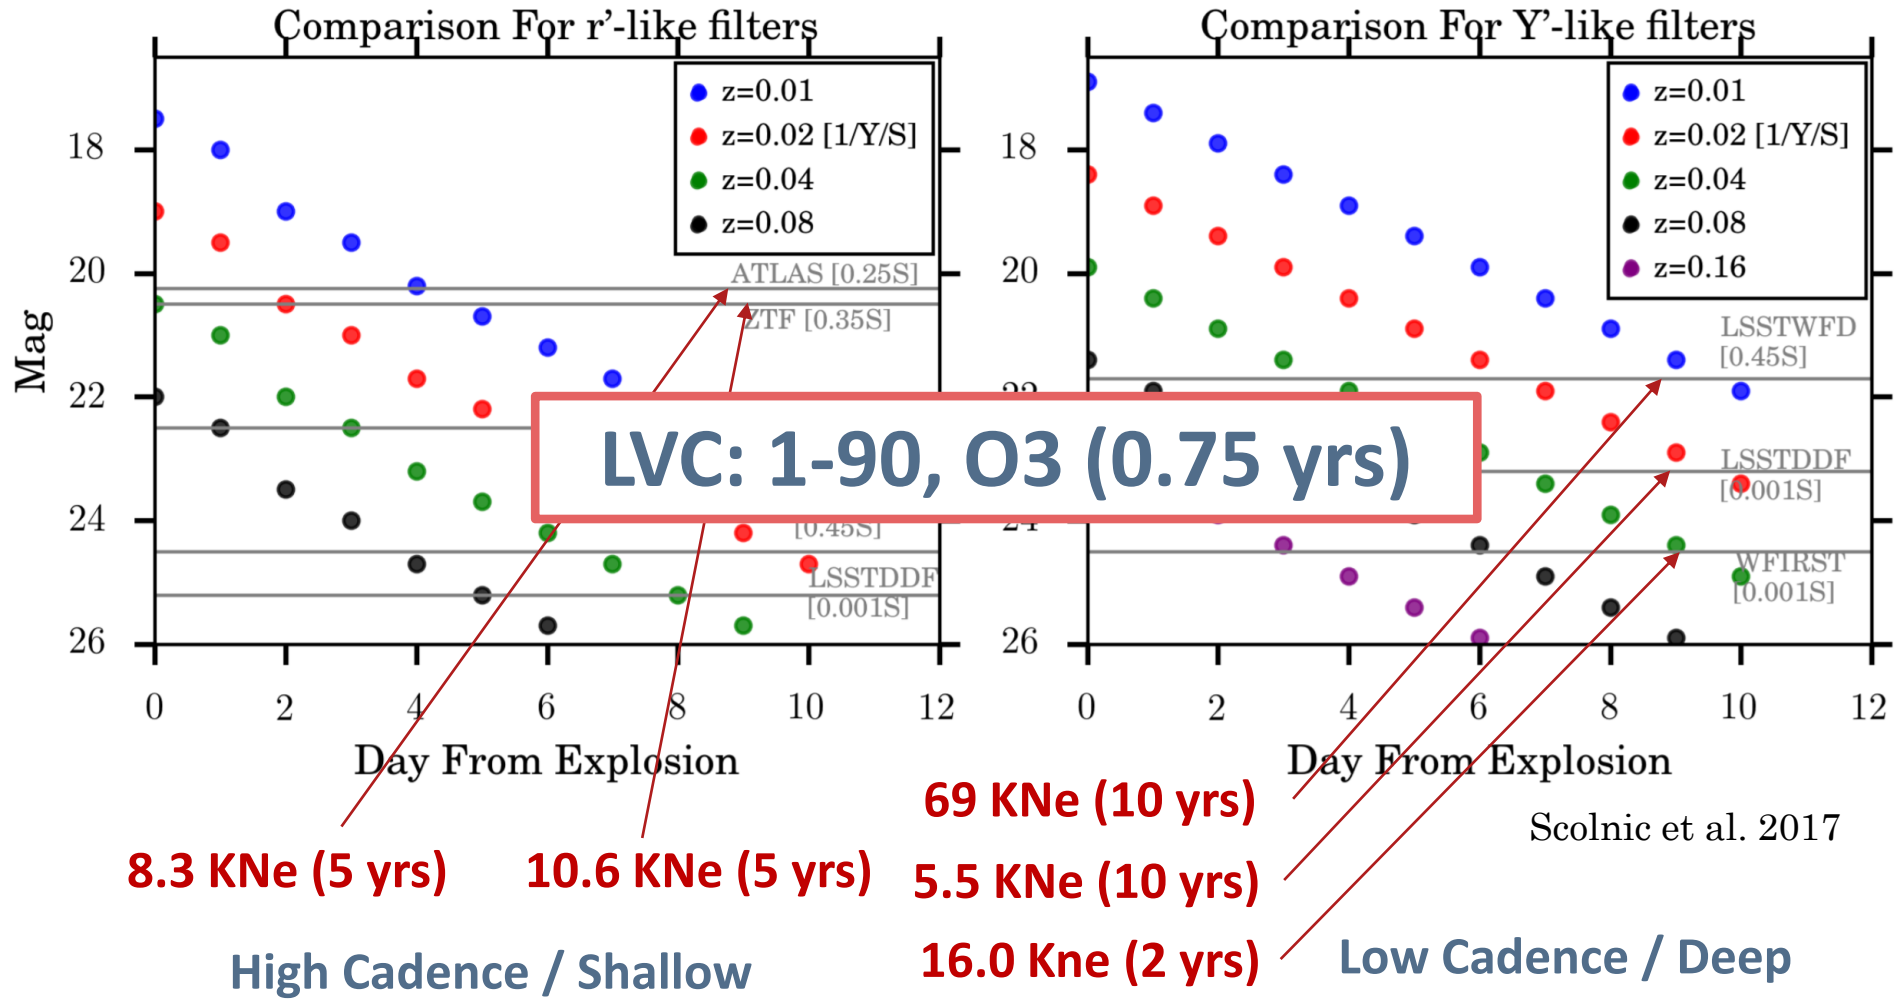 Comparison For r’-like filters
z=0.01
z=0.02 [1/Y/S]
z=0.04
z=0.08
ATLAS [0.25S]
ZTF [0.35S]
[0.45S]
LSSTDDF
[0.001S]
Mag
18
20
22
24
26
0 2 4 6 8 10 12
Day From Explosion
Comparison For Y’-like filters
z=0.01
z=0.02 [1/Y/S]
z=0.04
z=0.08
z=0.16
LSSTWFD
[0.45S]
LSSTDDF
[0.001S]
WFIRST
[0.001S]
18
20
26
0 2 4 6 8 10 12
Day From Explosion
LVC: 1-90, O3 (0.75 yrs)
8.3 KNe (5 yrs)
10.6 KNe (5 yrs)
69 KNe (10 yrs)
5.5 KNe (10 yrs)
16.0 Kne (2 yrs)
Scolnic et al. 2017
High Cadence / Shallow
Low Cadence / Deep